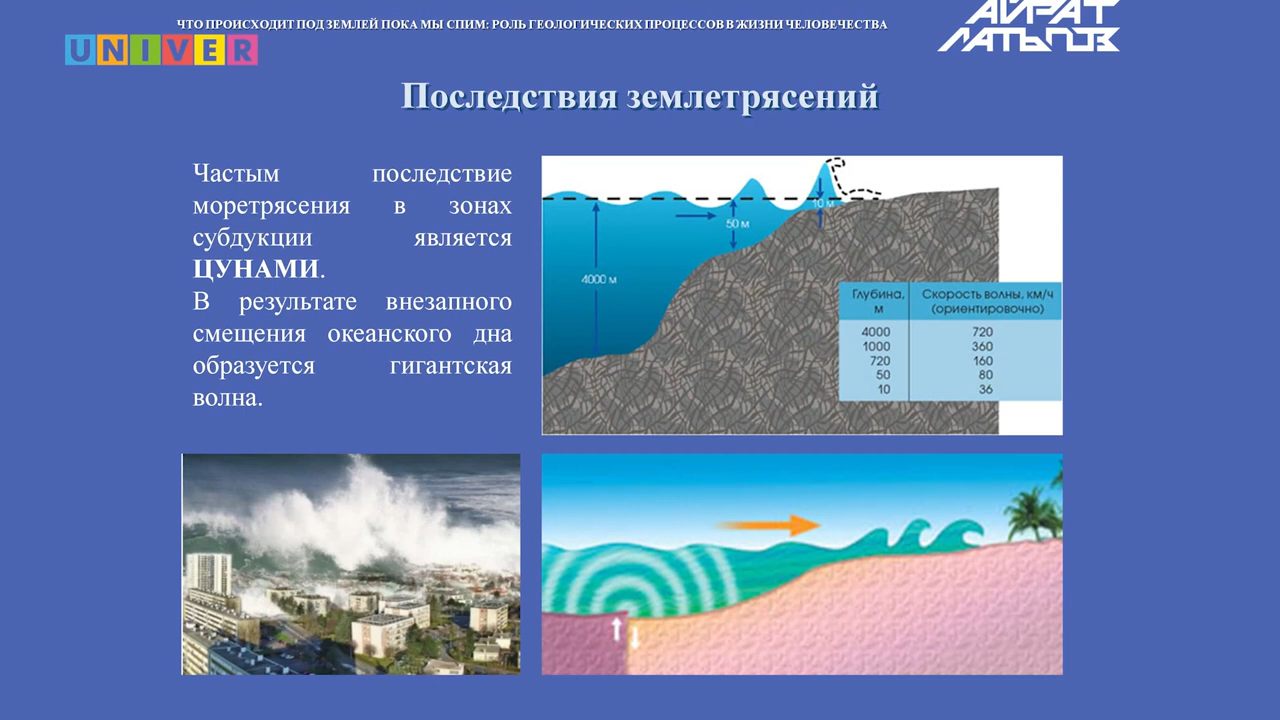 ЧТО ПРОИСХОДИТ ПОД ЗЕМЛЕЙ ПОКА МЫ СПИМ: РОЛЬ ГЕОЛОГИЧЕСКИХ ПРОЦЕССОВ В ЖИЗНИ ЧЕЛОВЕЧЕСТВА
UNIVER
АЙРАТ
ЛАТЫПОВ
Последствия землетрясений
Частым последствие
моретрясения в зонах
субдукции является
ЦУНАМИ.
В результате внезапного
смещения океанского дна
образуется гигантская
волна.
10 м
50 м
4000 м
Глубина, м Скорость волны, км/ч (ориентировочно)
4000 720
1000 360
720 160
50 80
10 36